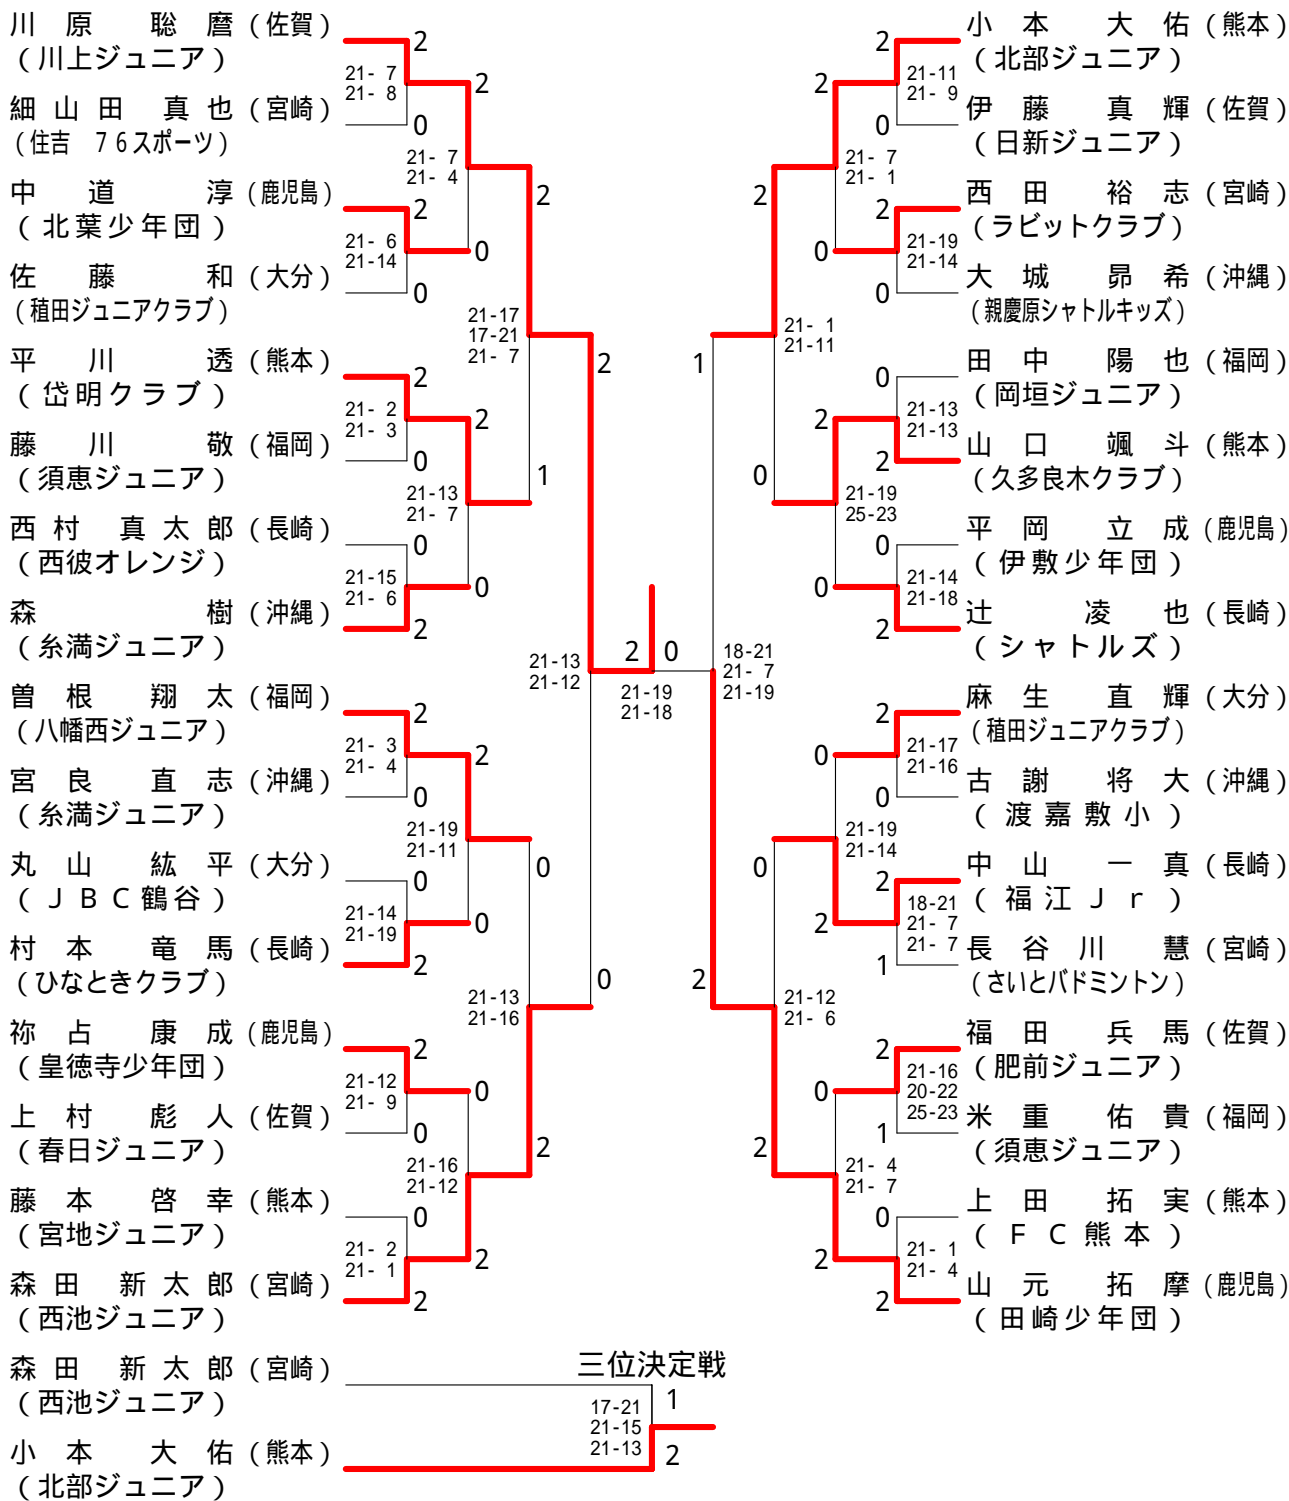 川原 聡麿(佐賀)
(川上ジュニア)
2
21- 7
21- 8
2
細山田 真也(宮崎)
(住吉 76スポーツ)
0
21- 7
21- 4
2
中道 淳(鹿児島)
(北葉少年団)
2
21- 6
21-14
0
佐藤 和(大分)
(稙田ジュニアクラブ)
0
21-17
17-21
21- 7
2
平川 透(熊本)
(岱明クラブ)
2
21- 2
21- 3
2
藤川 敬(福岡)
(須恵ジュニア)
0
21-13
21- 7
1
西村 真太郎(長崎)
(西彼オレンジ)
0
21-15
21- 6
0
森 樹(沖縄)
(糸満ジュニア)
2
21-13
21-12
曽根 翔太(福岡)
(八幡西ジュニア)
2
21- 3
21- 4
2
宮良 直志(沖縄)
(糸満ジュニア)
0
21-19
21-11
0
丸山 紘平(大分)
(JBC鶴谷)
0
21-14
21-19
0
村本 竜馬(長崎)
(ひなときクラブ)
2
21-13
21-16
0
祢占 康成(鹿児島)
(皇徳寺少年団)
2
21-12
21- 9
0
上村 彪人(佐賀)
(春日ジュニア)
0
21-16
21-12
2
藤本 啓幸(熊本)
(宮地ジュニア)
0
21- 2
21- 1
2
森田 新太郎(宮崎)
(西池ジュニア)
2
2 0
21-19
21-18
小本 大佑(熊本)
(北部ジュニア)
2
21-11
21- 9
2
伊藤 真輝(佐賀)
(日新ジュニア)
0
21- 7
21- 1
2
西田 裕志(宮崎)
(ラビットクラブ)
2
21-19
21-14
0
大城 昴希(沖縄)
(親慶原シャトルキッズ)
0
21- 1
21-11
1
田中 陽也(福岡)
(岡垣ジュニア)
0
21-13
21-13
2
山口 颯斗(熊本)
(久多良木クラブ)
2
21-19
25-23
0
平岡 立成(鹿児島)
(伊敷少年団)
0
21-14
21-18
0
辻 凌也(長崎)
(シャトルズ)
2
18-21
21- 7
21-19
麻生 直輝(大分)
(稙田ジュニアクラブ)
2
21-17
21-16
0
古謝 将大(沖縄)
(渡嘉敷小)
0
21-19
21-14
0
中山 一真(長崎)
(福江Jr)
2
18-21
21- 7
21- 7
2
長谷川 慧(宮崎)
(さいとバドミントン)
1
21-12
21- 6
2
福田 兵馬(佐賀)
(肥前ジュニア)
2
21-16
20-22
25-23
0
米重 佑貴(福岡)
(須恵ジュニア)
1
21- 4
21- 7
2
上田 拓実(熊本)
(FC熊本)
0
21- 1
21- 4
2
山元 拓摩(鹿児島)
(田崎少年団)
2
三位決定戦
森田 新太郎(宮崎)
(西池ジュニア)
1
17-21
21-15
21-13
小本 大佑(熊本)
(北部ジュニア)
2